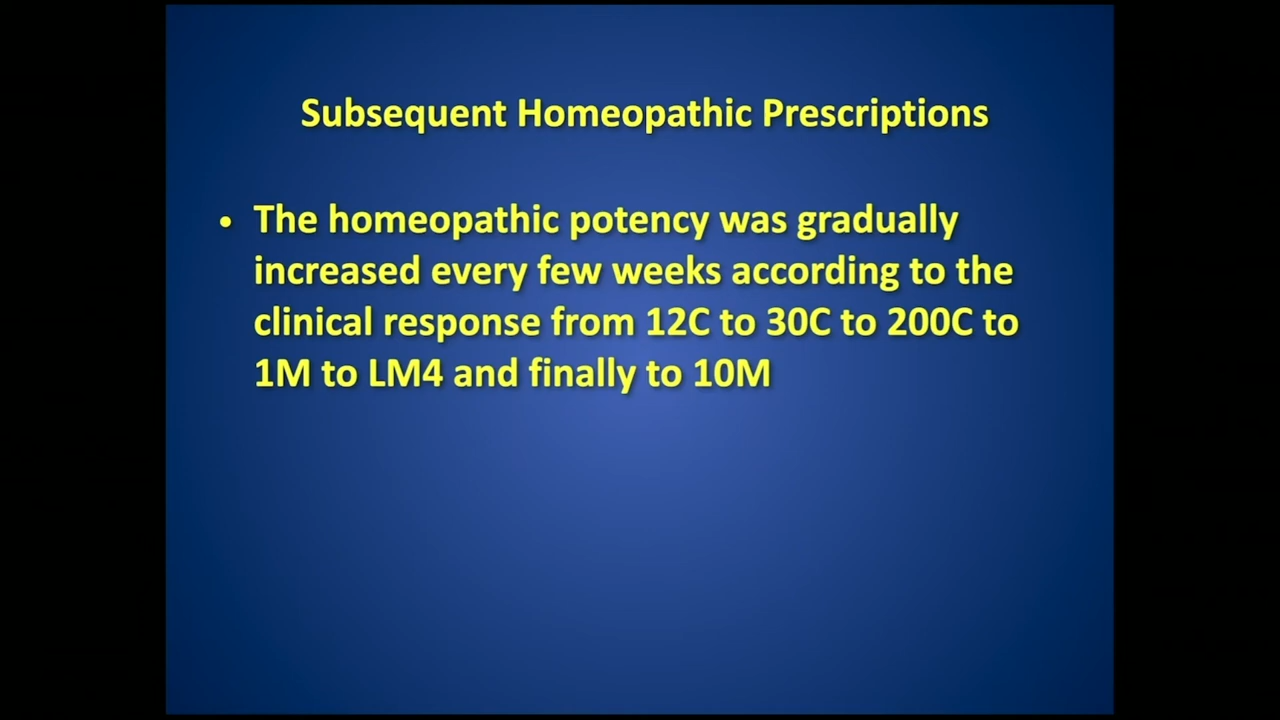 Subsequent Homeopathic Prescriptions
• The homeopathic potency was gradually
increased every few weeks according to the
clinical response from 12C to 30C to 200C to
1M to LM4 and finally to 10M